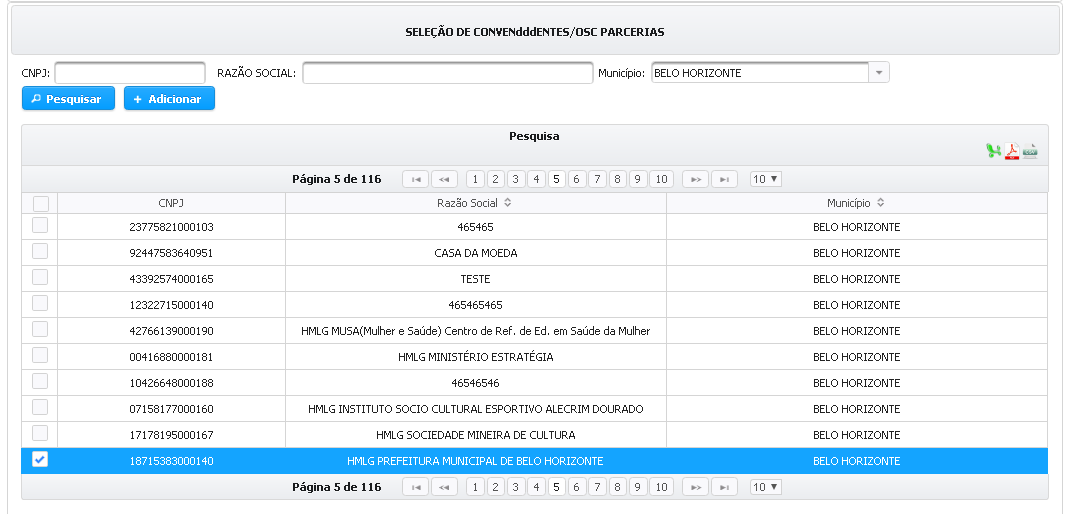 SELEÇÃO DE CONVENdddENTES/OSC PARCERIAS
CNPJ: RAZÃO SOCIAL: Município: BELO HORIZONTE
Pesquisar Adicionar
Pesquisa
Página 5 de 116 1 2 3 4 5 6 7 8 9 10 10
CNPJ Razão Social Município
23775821000103 465465 BELO HORIZONTE
92447583640951 CASA DA MOEDA BELO HORIZONTE
43392574000165 TESTE BELO HORIZONTE
12322715000140 465465465 BELO HORIZONTE
42766139000190 HMLG MUSA(Mulher e Saúde) Centro de Ref. de Ed. em Saúde da Mulher BELO HORIZONTE
00416880000181 HMLG MINISTÉRIO ESTRATÉGIA BELO HORIZONTE
10426648000188 46546546 BELO HORIZONTE
07158177000160 HMLG INSTITUTO SOCIO CULTURAL ESPORTIVO ALECRIM DOURADO BELO HORIZONTE
17178195000167 HMLG SOCIEDADE MINEIRA DE CULTURA BELO HORIZONTE
18715383000140 HMLG PREFEITURA MUNICIPAL DE BELO HORIZONTE BELO HORIZONTE
Página 5 de 116 1 2 3 4 5 6 7 8 9 10 10